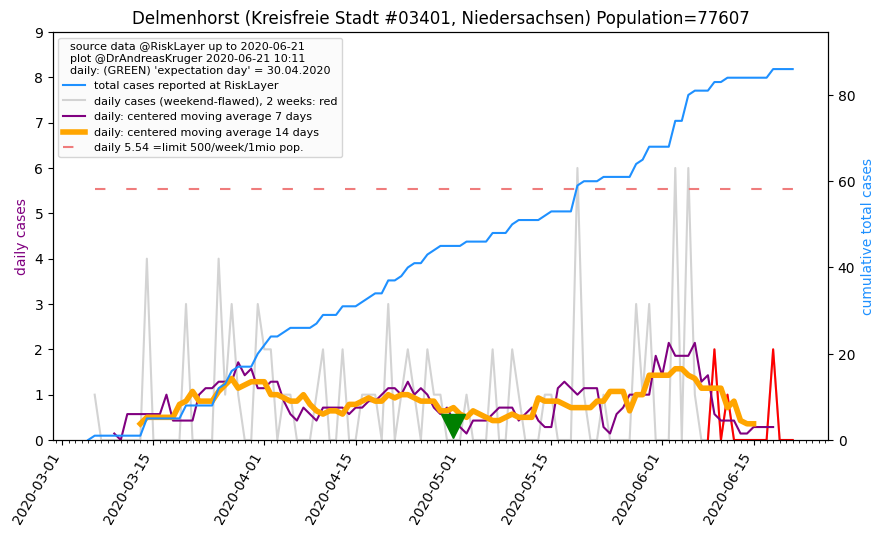 Delmenhorst (Kreisfreie Stadt #03401, Niedersachsen) Population=77607
source data @RiskLayer up to 2020-06-21
plot @DrAndreasKruger 2020-06-21 10:11
daily: (GREEN) 'expectation day' = 30.04.2020
total cases reported at RiskLayer
daily cases (weekend-flawed), 2 weeks: red
daily: centered moving average 7 days
daily: centered moving average 14 days
daily 5.54 =limit 500/week/1mio pop.
daily cases
9
8
7
6
5
4
3
2
1
0
80
60
40
20
0
cumulative total cases
2020-03-01
2020-03-15
2020-04-01
2020-04-15
2020-05-01
2020-05-15
2020-06-01
2020-06-15